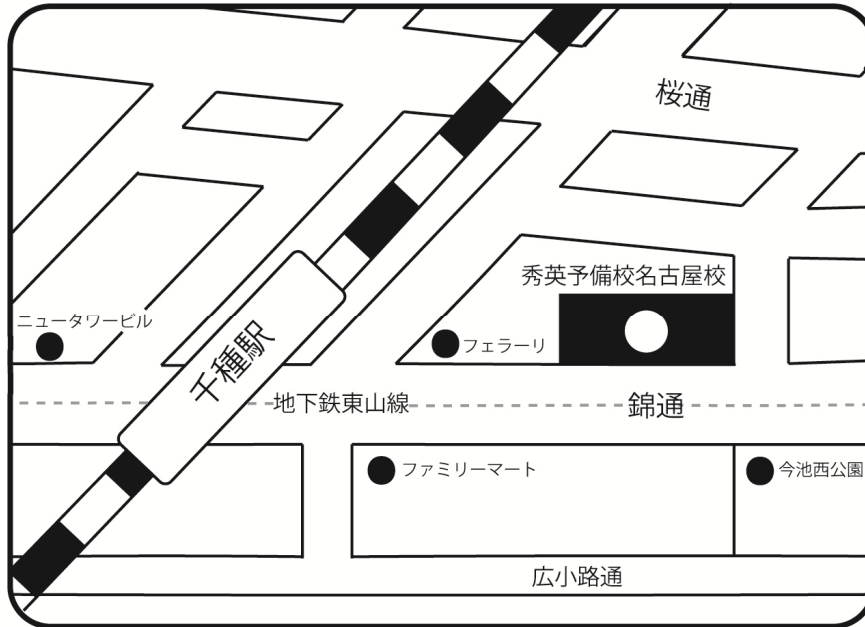 桜通
秀英予備校名古屋校
ニュータワービル
フェラーリ
千種駅
地下鉄東山線
錦通
ファミリーマート
今池西公園
広小路通